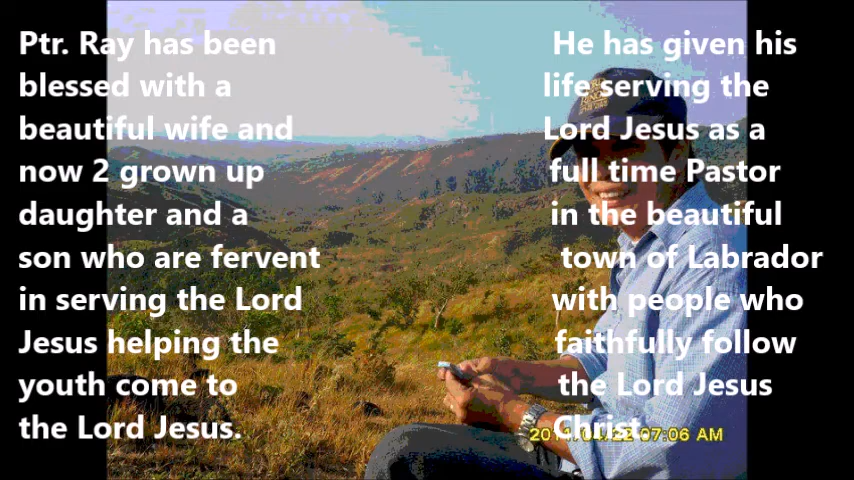 Ptr. Ray has been
blessed with a
beautiful wife and
now 2 grown up
daughter and a
son who are fervent
in serving the Lord
Jesus helping the
youth come to
the Lord Jesus.
He has given his
life serving the
Lord Jesus as a
full time Pastor
in the beautiful
town of Labrador
with people who
faithfully follow
the Lord Jesus
Christ
07:06 AM